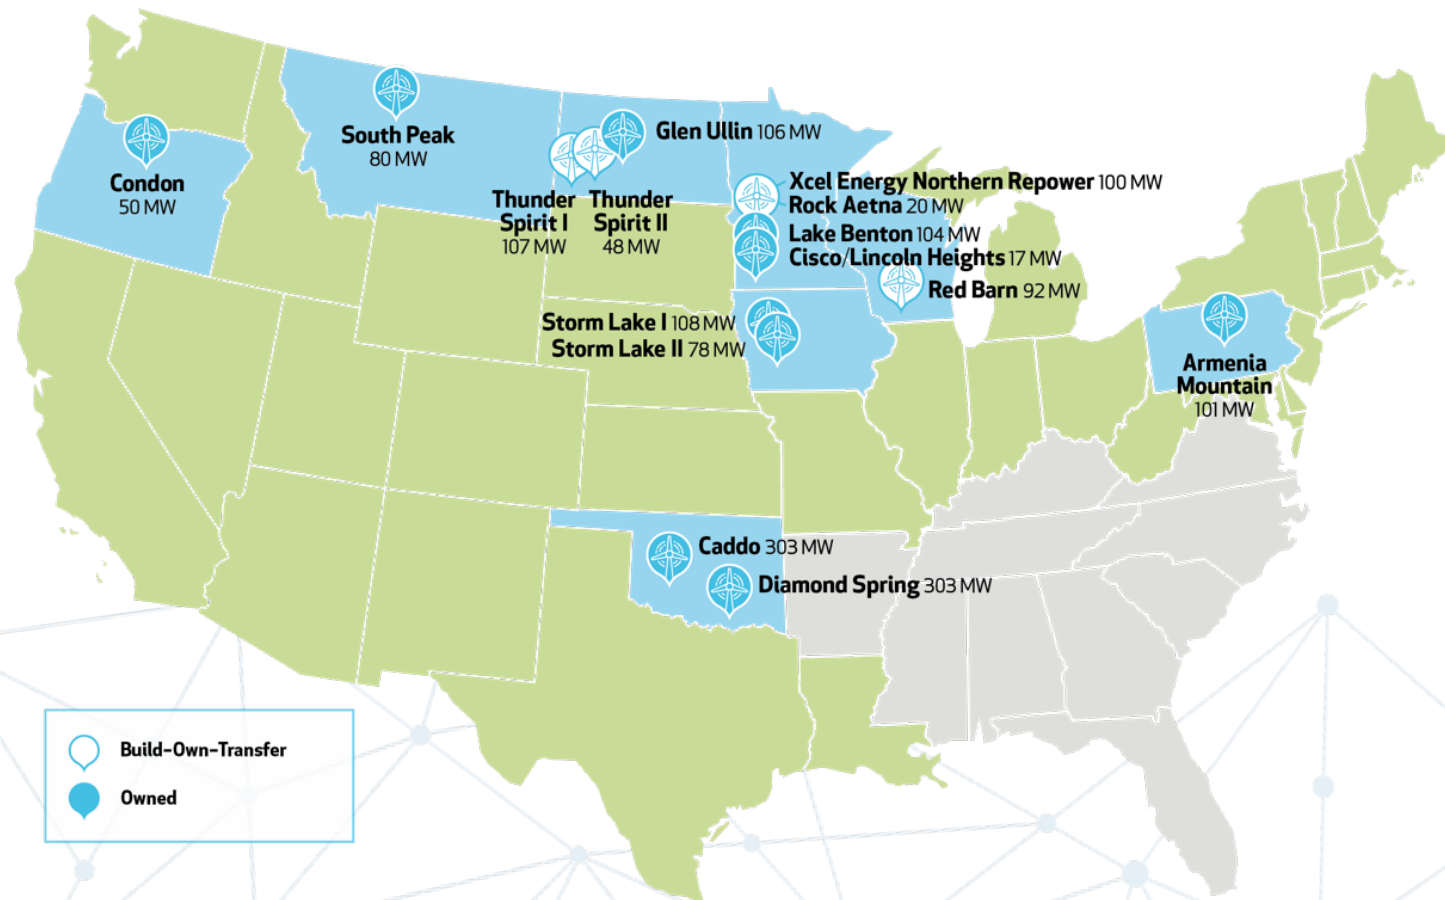 South Peak
80 MW
Condon
50 MW
Glen Ullin 106 MW
Thunder
Spirit I
107 MW
Thunder
Spirit II
48 MW
Xcel Energy Northern Repower 100 MW
Rock Aetna 20 MW
Lake Benton 104 MW
Cisco/Lincoln Heights 17 MW
Red Barn 92 MW
Storm Lake I 108 MW
Storm Lake II 78 MW
Armenia
Mountain
101 MW
Caddo 303 MW
Diamond Spring 303 MW
Build-Own-Transfer
Owned